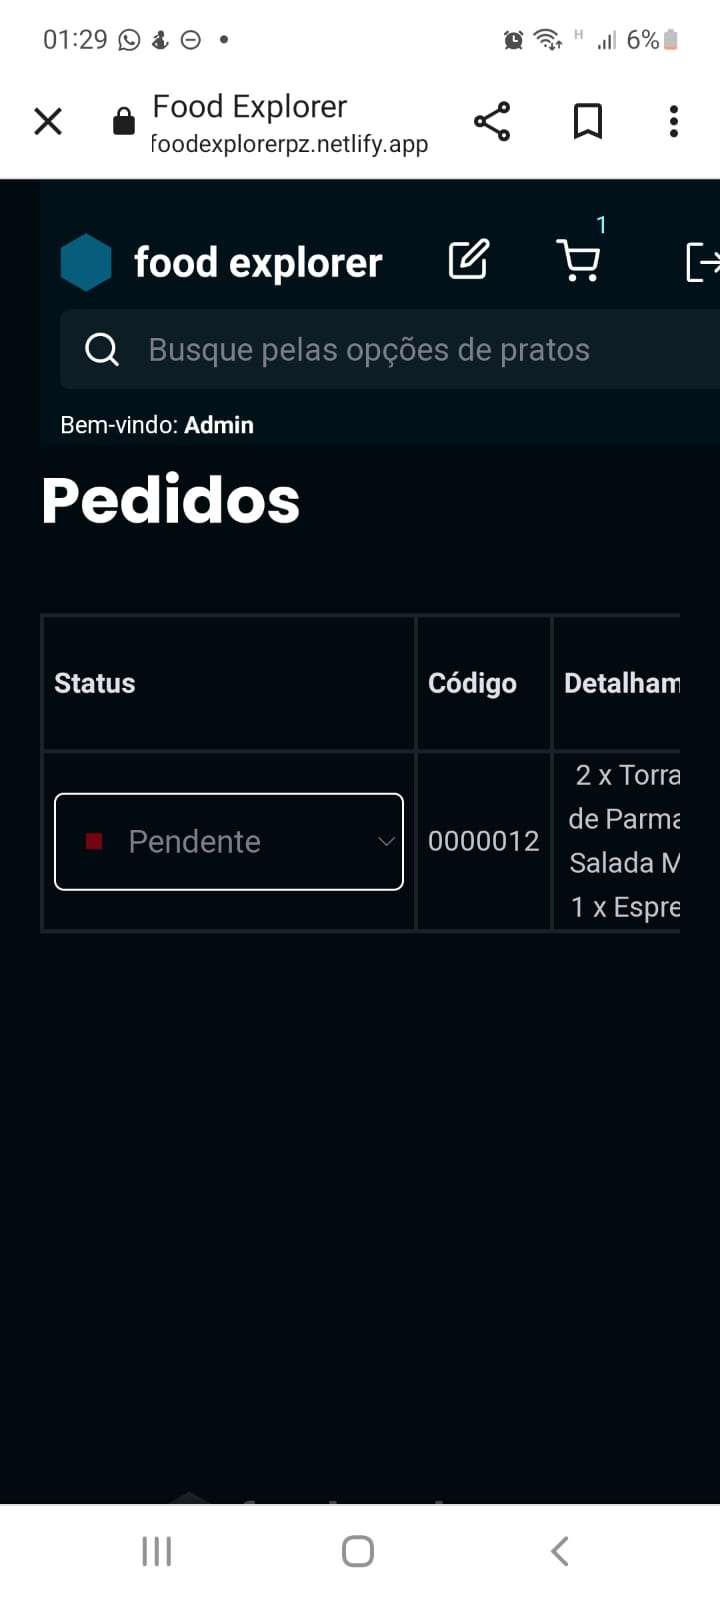 01:29
H
6%
Food Explorer
foodexplorerpz.netlify.app
1
food explorer
Busque pelas opções de pratos
Bem-vindo: Admin
Pedidos
Status Código Detalham
Pendente 0000012
2 x Torra
de Parma
Salada M
1 x Espre